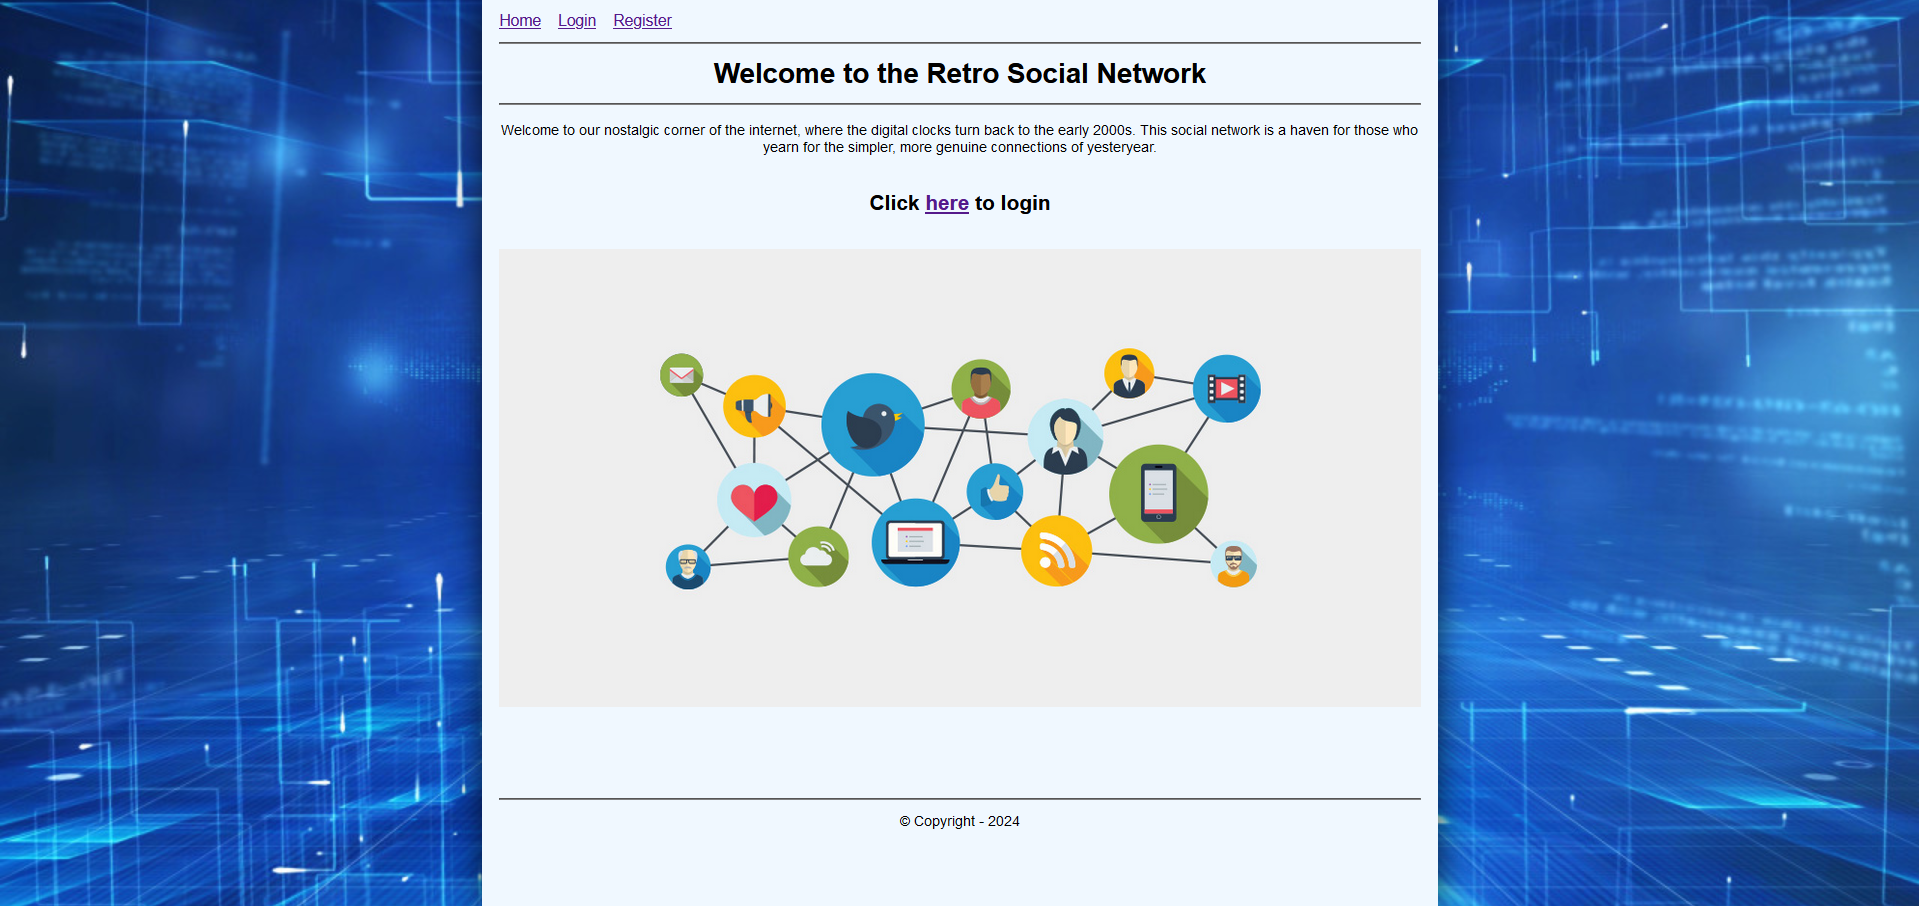 Home Login Register
Welcome to the Retro Social Network
Welcome to our nostalgic corner of the internet, where the digital clocks turn back to the early 2000s. This social network is a haven for those who
yearn for the simpler, more genuine connections of yesteryear.
Click here to login
© Copyright - 2024